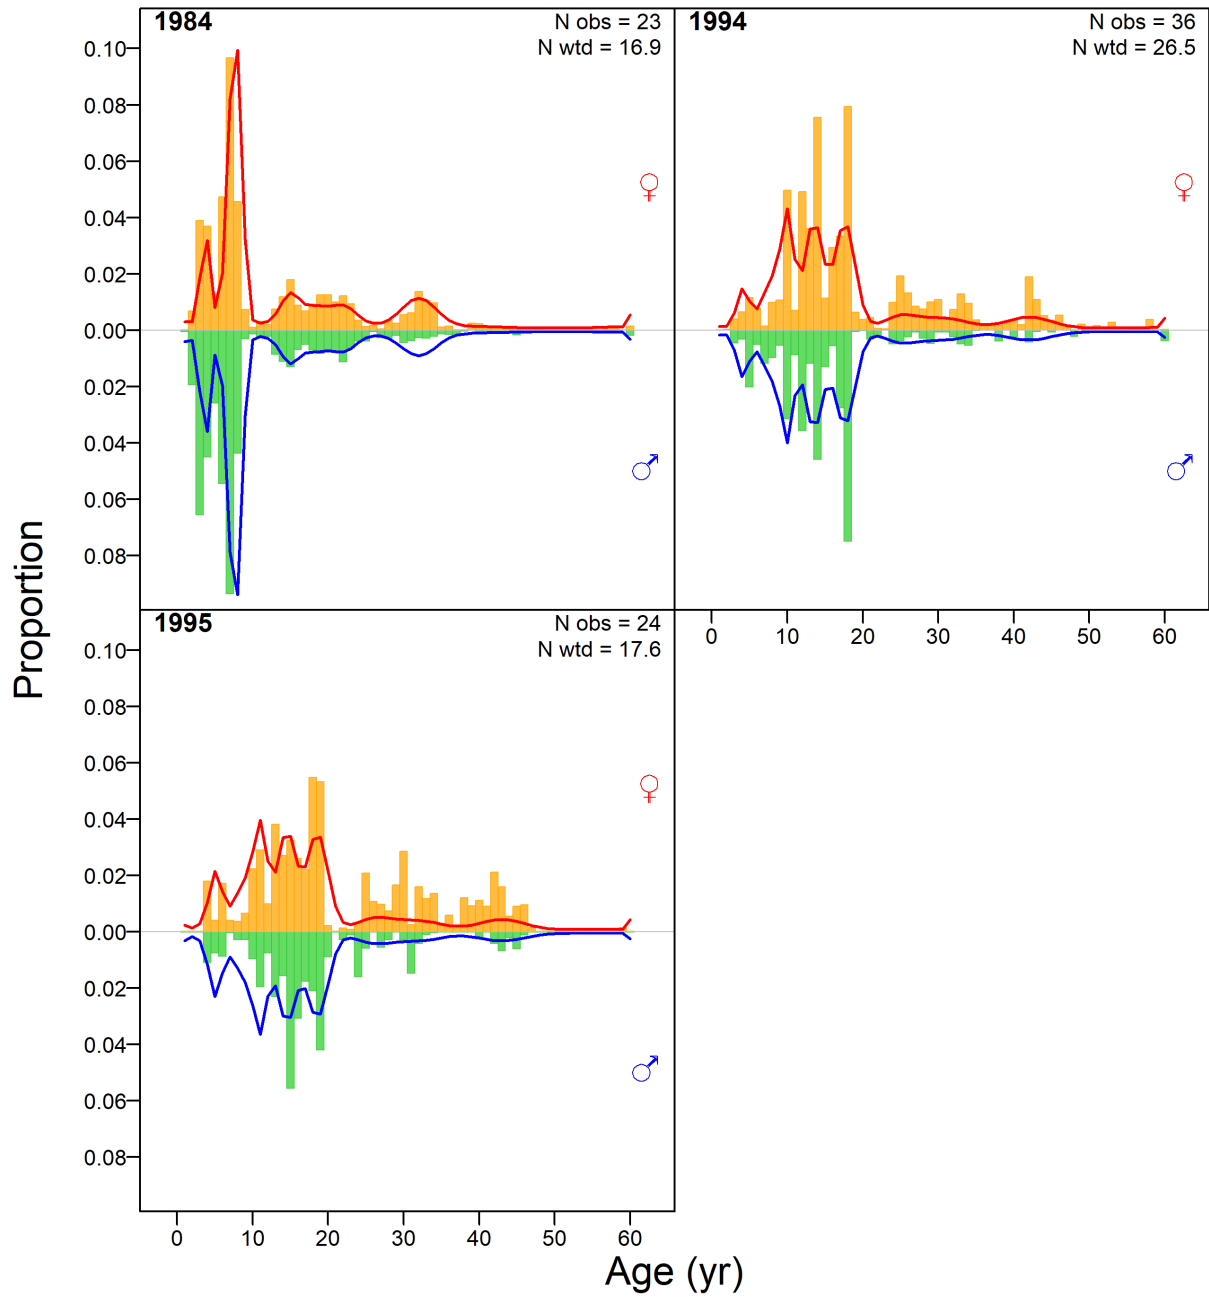 1984
N obs = 23
N wtd = 16.9
1994
N obs = 36
N wtd = 26.5
0.10
0.08
0.06
0.04
0.02
0.00
0.02
0.04
0.06
0.08
♀
♂
♀
♂
0 10 20 30 40 50 60
1995
N obs = 24
N wtd = 17.6
0.10
0.08
0.06
0.04
0.02
0.00
0.02
0.04
0.06
0.08
♀
♂
0 10 20 30 40 50 60
Proportion
Age (yr)